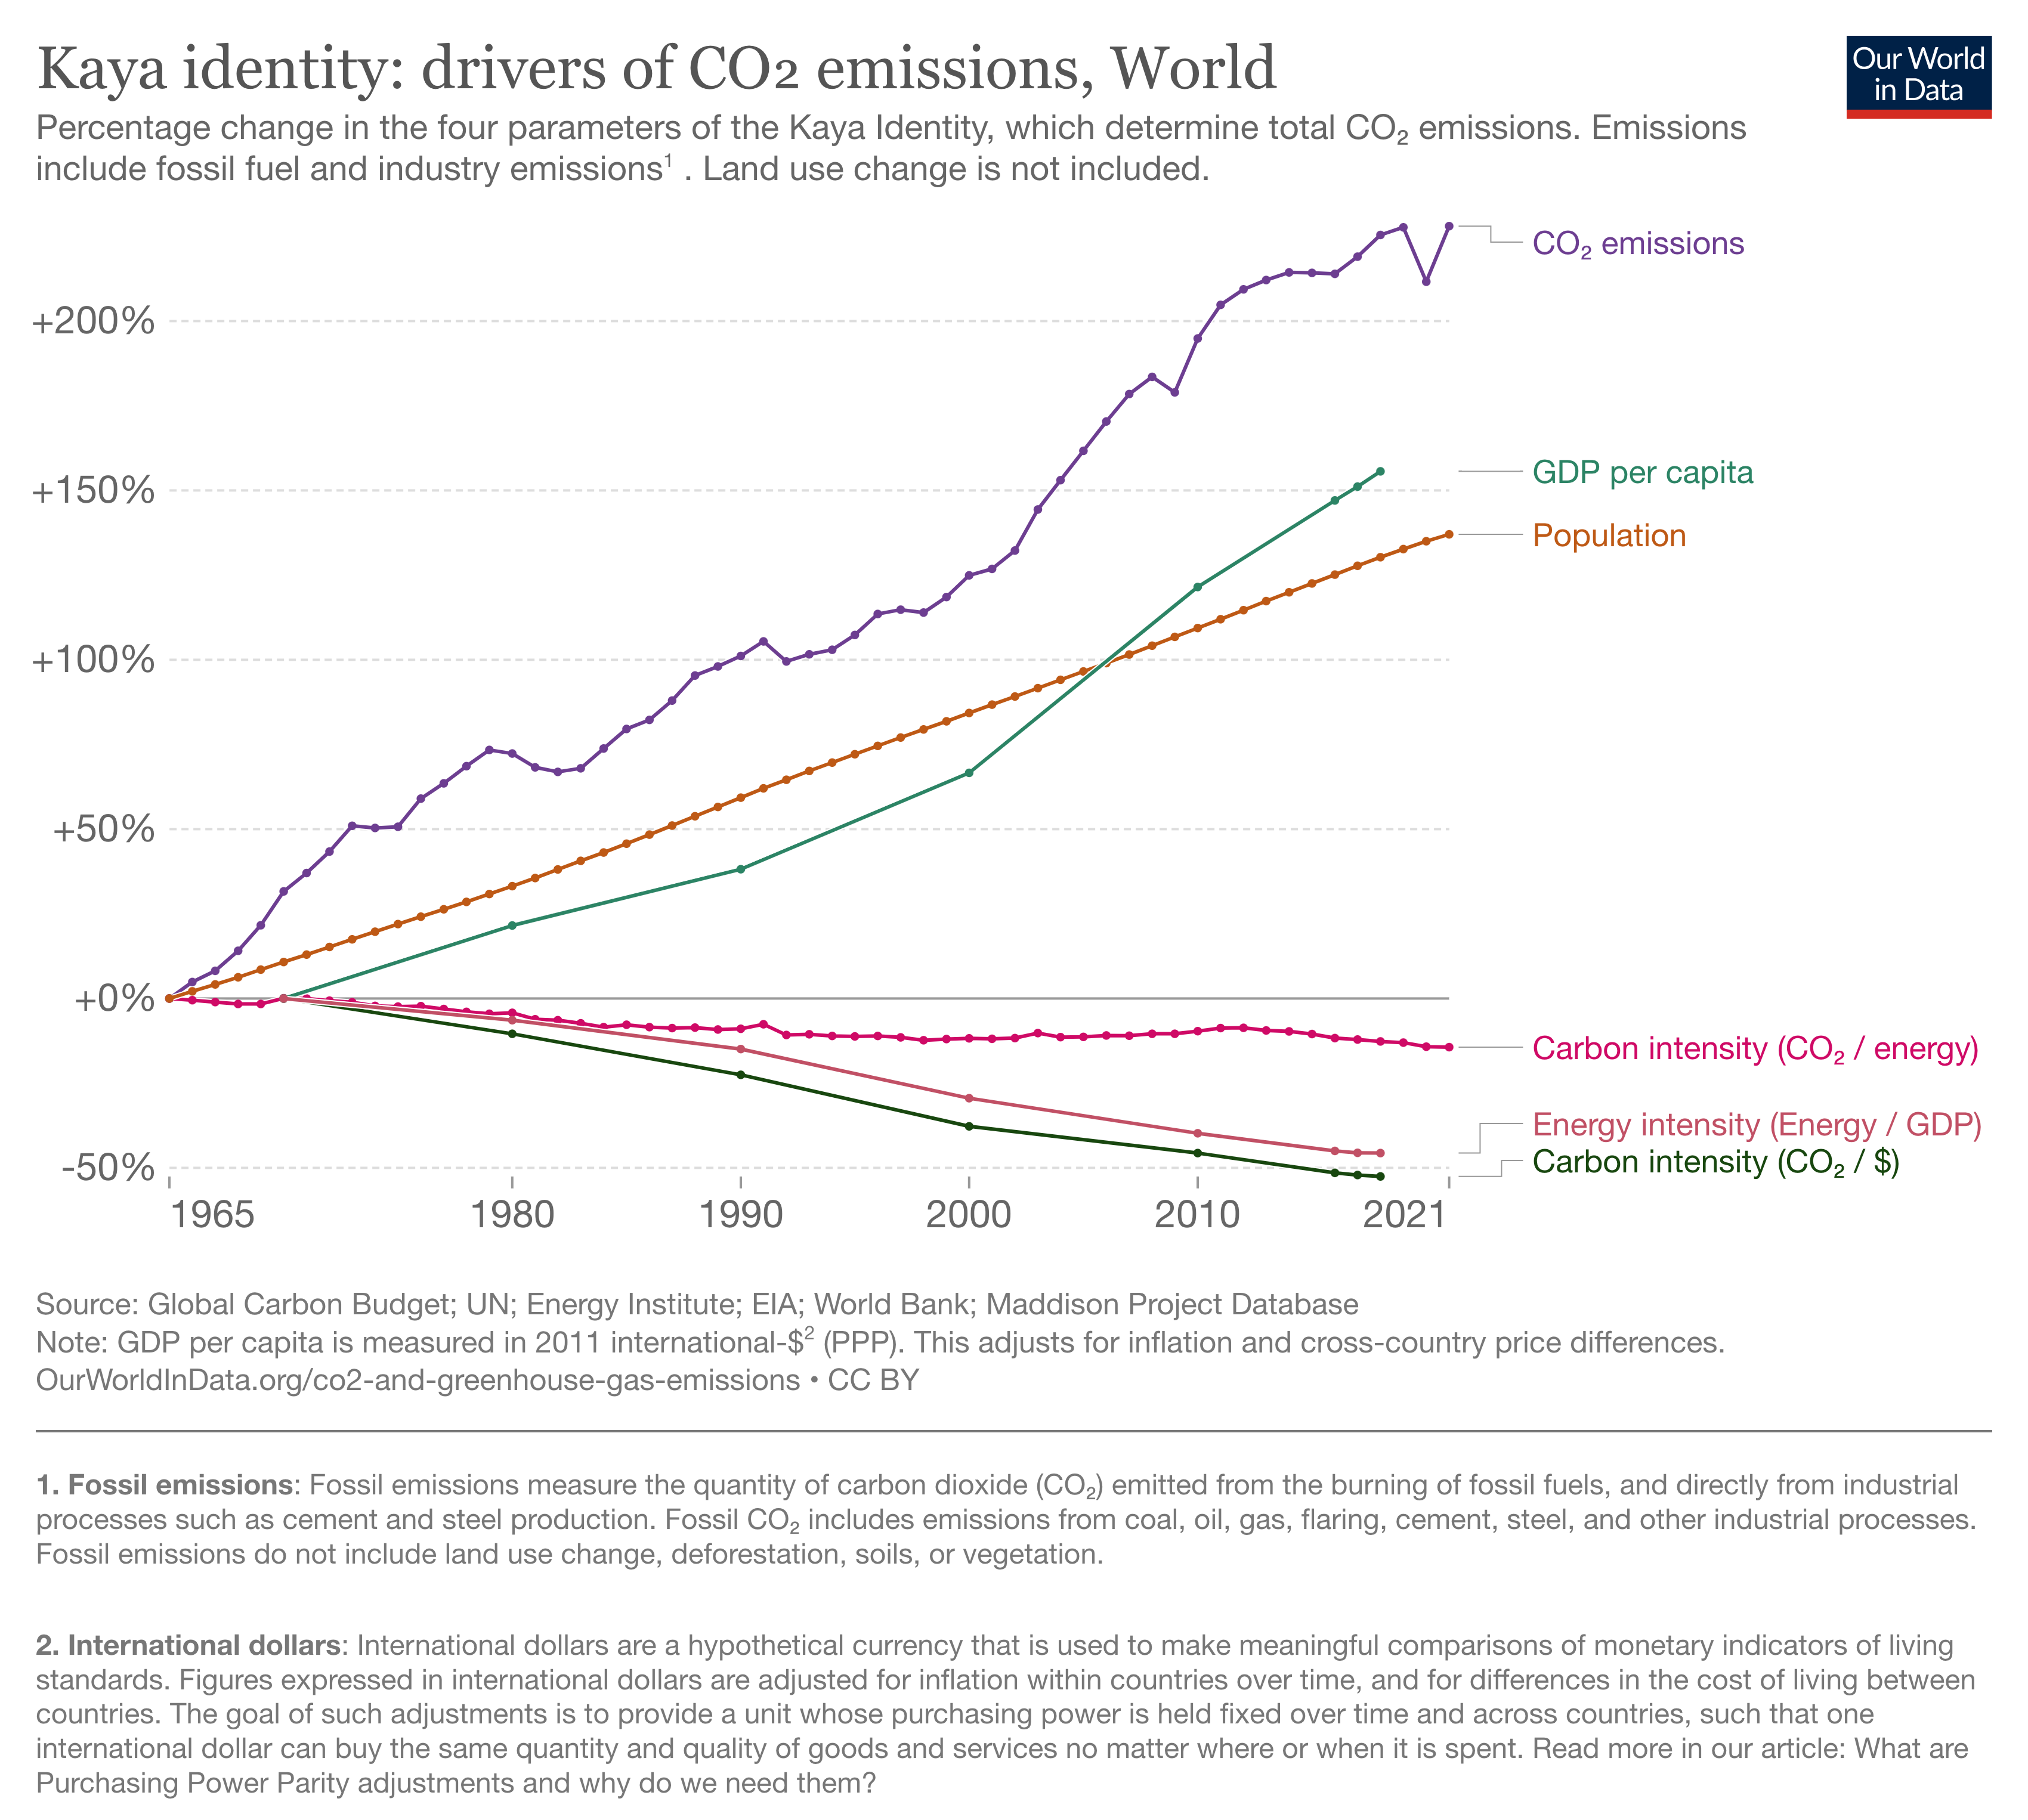 Kaya identity: drivers of CO2 emissions, World
Our World
in Data
Percentage change in the four parameters of the Kaya Identity, which determine total CO₂ emissions. Emissions
include fossil fuel and industry emissions¹ . Land use change is not included.
CO₂ emissions
+200%
GDP per capita
+150%
Population
+100%
+50%
+0%
Carbon intensity (CO₂ / energy)
Energy intensity (Energy / GDP)
Carbon intensity (CO₂ / $)
-50%
1965 1980 1990 2000 2010 2021
Source: Global Carbon Budget; UN; Energy Institute; EIA; World Bank; Maddison Project Database
Note: GDP per capita is measured in 2011 international-$² (PPP). This adjusts for inflation and cross-country price differences.
OurWorldInData.org/co2-and-greenhouse-gas-emissions • CC BY
1. Fossil emissions: Fossil emissions measure the quantity of carbon dioxide (CO₂) emitted from the burning of fossil fuels, and directly from industrial
processes such as cement and steel production. Fossil CO₂ includes emissions from coal, oil, gas, flaring, cement, steel, and other industrial processes.
Fossil emissions do not include land use change, deforestation, soils, or vegetation.
2. International dollars: International dollars are a hypothetical currency that is used to make meaningful comparisons of monetary indicators of living
standards. Figures expressed in international dollars are adjusted for inflation within countries over time, and for differences in the cost of living between
countries. The goal of such adjustments is to provide a unit whose purchasing power is held fixed over time and across countries, such that one
international dollar can buy the same quantity and quality of goods and services no matter where or when it is spent. Read more in our article: What are
Purchasing Power Parity adjustments and why do we need them?